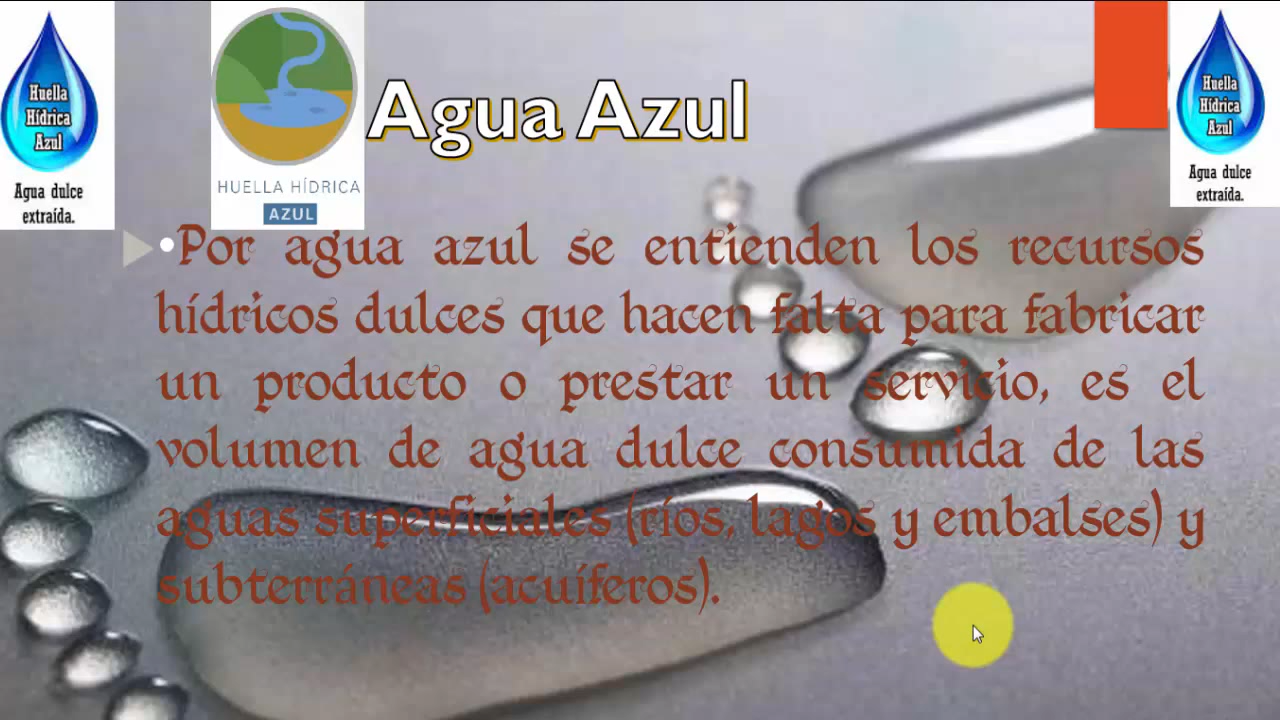 Huella
Hídrica
Azul
Agua dulce
extraída.
HUELLA HÍDRICA
AZUL
Agua Azul
Huella
Hídrica
Azul
Agua dulce
extraída.
•Por agua azul se entienden los recursos
hídricos dulces que hacen falta para fabricar
un producto o prestar un servicio, es el
volumen de agua dulce consumida de las
aguas superficiales (ríos, lagos y embalses) y
subterráneas (acuíferos).